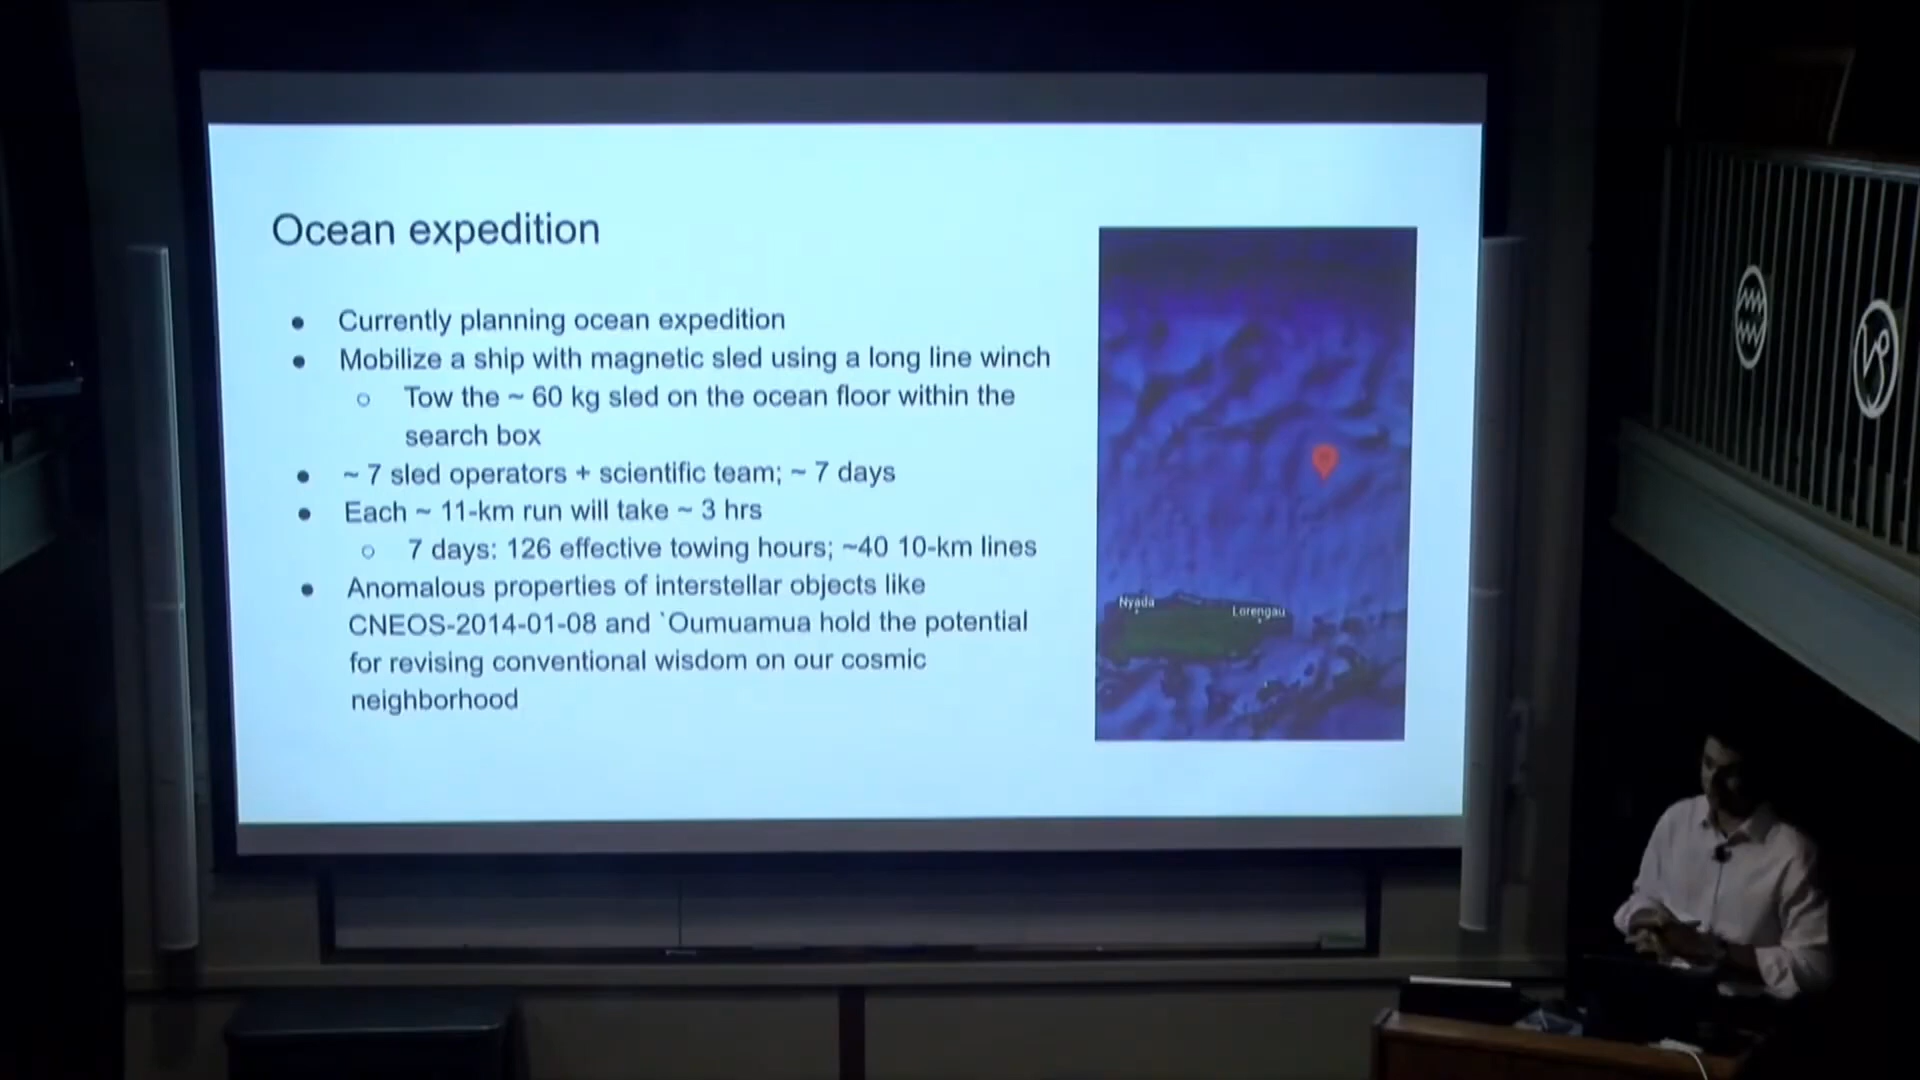 Ocean expedition
● Currently planning ocean expedition
● Mobilize a ship with magnetic sled using a long line winch
○ Tow the ~ 60 kg sled on the ocean floor within the
search box
● ~ 7 sled operators + scientific team; ~ 7 days
● Each ~ 11-km run will take ~ 3 hrs
○ 7 days: 126 effective towing hours; ~40 10-km lines
● Anomalous properties of interstellar objects like
CNEOS-2014-01-08 and `Oumuamua hold the potential
for revising conventional wisdom on our cosmic
neighborhood
Nyada
Lorengau